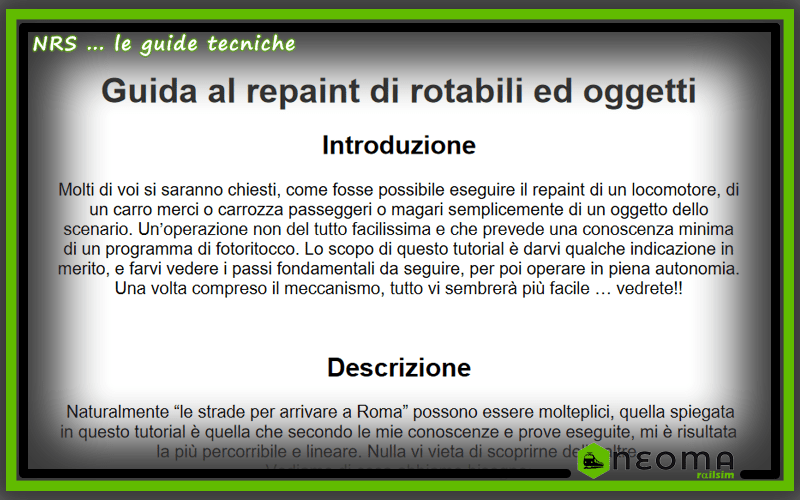 NRS ... le guide tecniche
Guida al repaint di rotabili ed oggetti
Introduzione
Molti di voi si saranno chiesti, come fosse possibile eseguire il repaint di un locomotore, di
un carro merci o carrozza passeggeri o magari semplicemente di un oggetto dello
scenario. Un’operazione non del tutto facilissima e che prevede una conoscenza minima
di un programma di fotoritocco. Lo scopo di questo tutorial è darvi qualche indicazione in
merito, e farvi vedere i passi fondamentali da seguire, per poi operare in piena autonomia.
Una volta compreso il meccanismo, tutto vi sembrerà più facile … vedrete!!
Descrizione
Naturalmente “le strade per arrivare a Roma” possono essere molteplici, quella spiegata
in questo tutorial è quella che secondo le mie conoscenze e prove eseguite, mi è risultata
la più percorribile e lineare. Nulla vi vieta di scoprirne
neoma
railsim